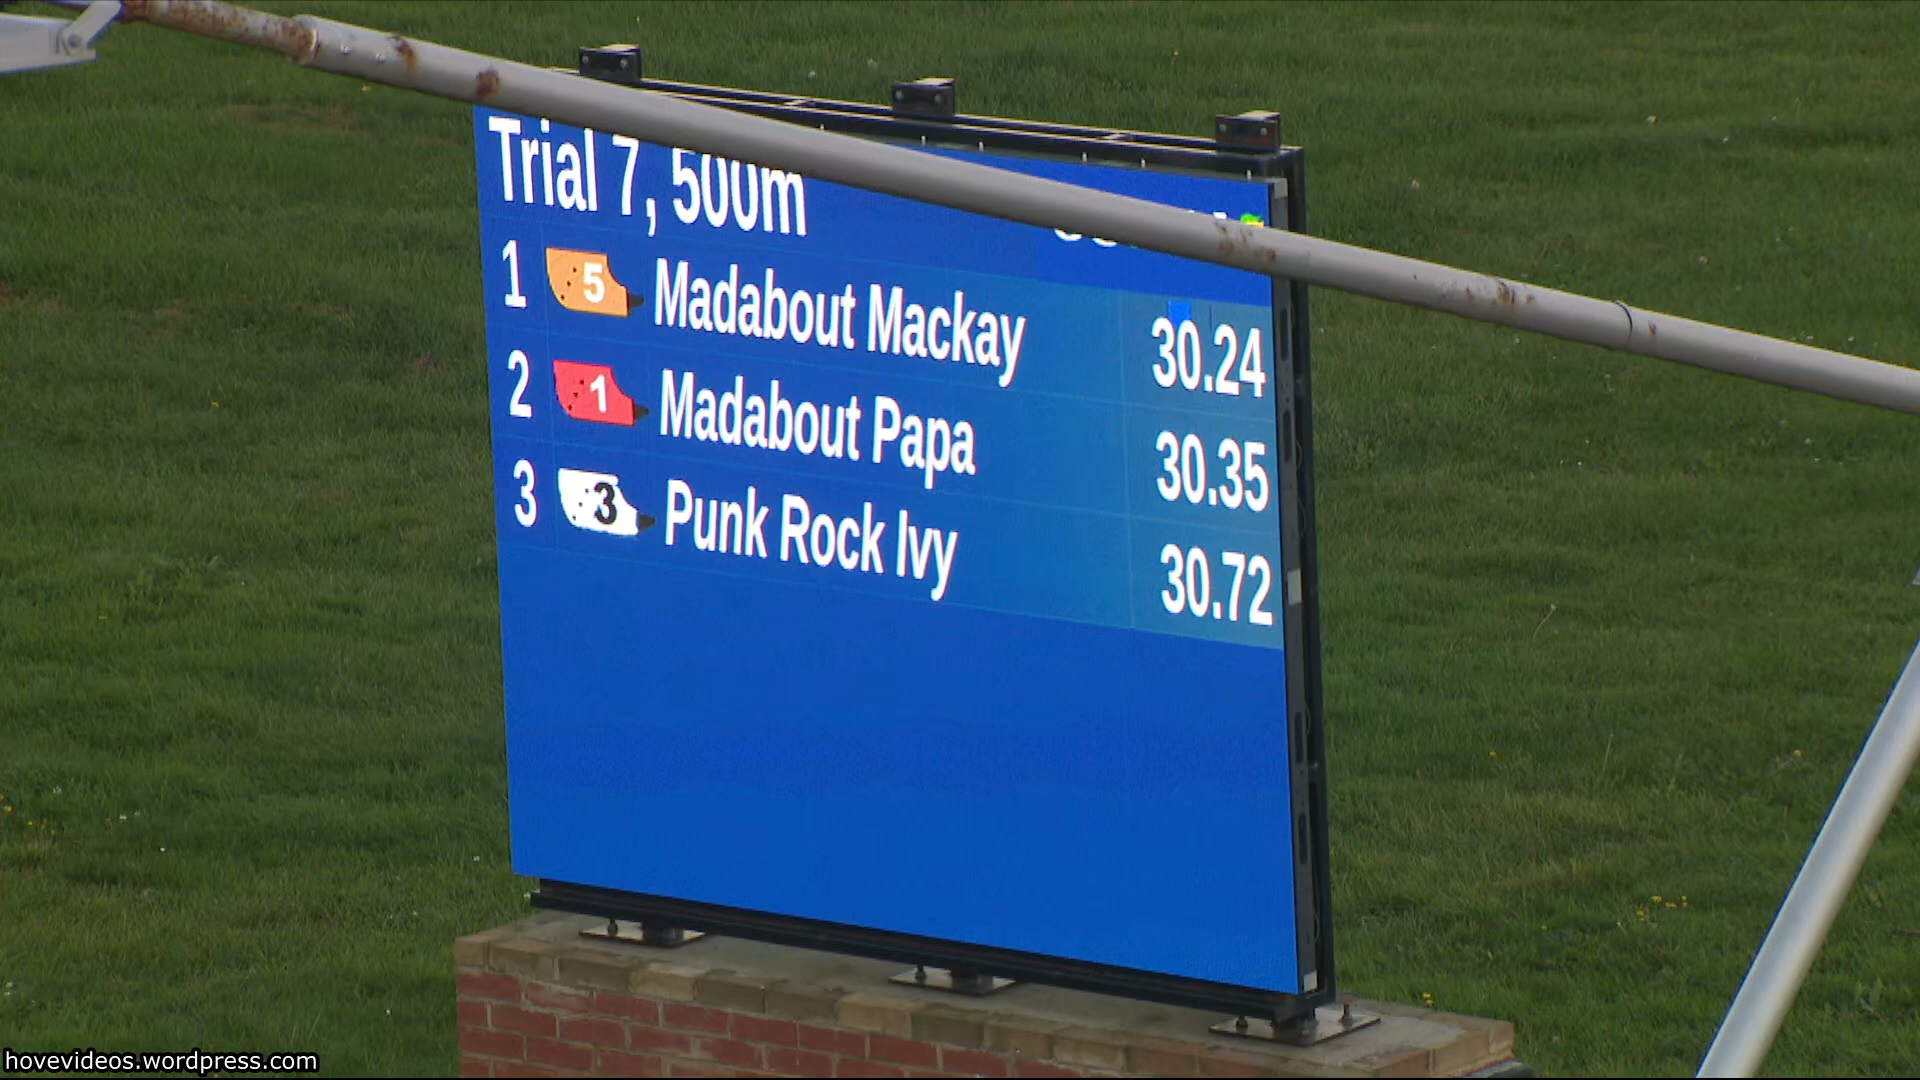 Trial 7, 500m
1 5 Madabout Mackay 30.24
2 1 Madabout Papa 30.35
3 3 Punk Rock Ivy 30.72
hovevideos.wordpress.com